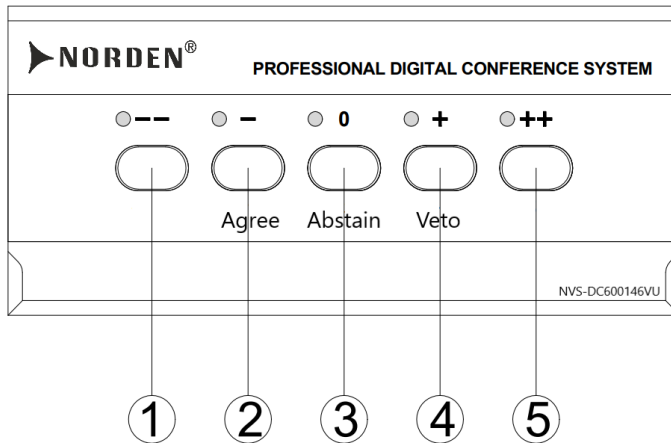 NORDEN®
PROFESSIONAL DIGITAL CONFERENCE SYSTEM
-- - 0 + ++
Agree Abstain Veto
NVS-DC600146VU
1 2 3 4 5